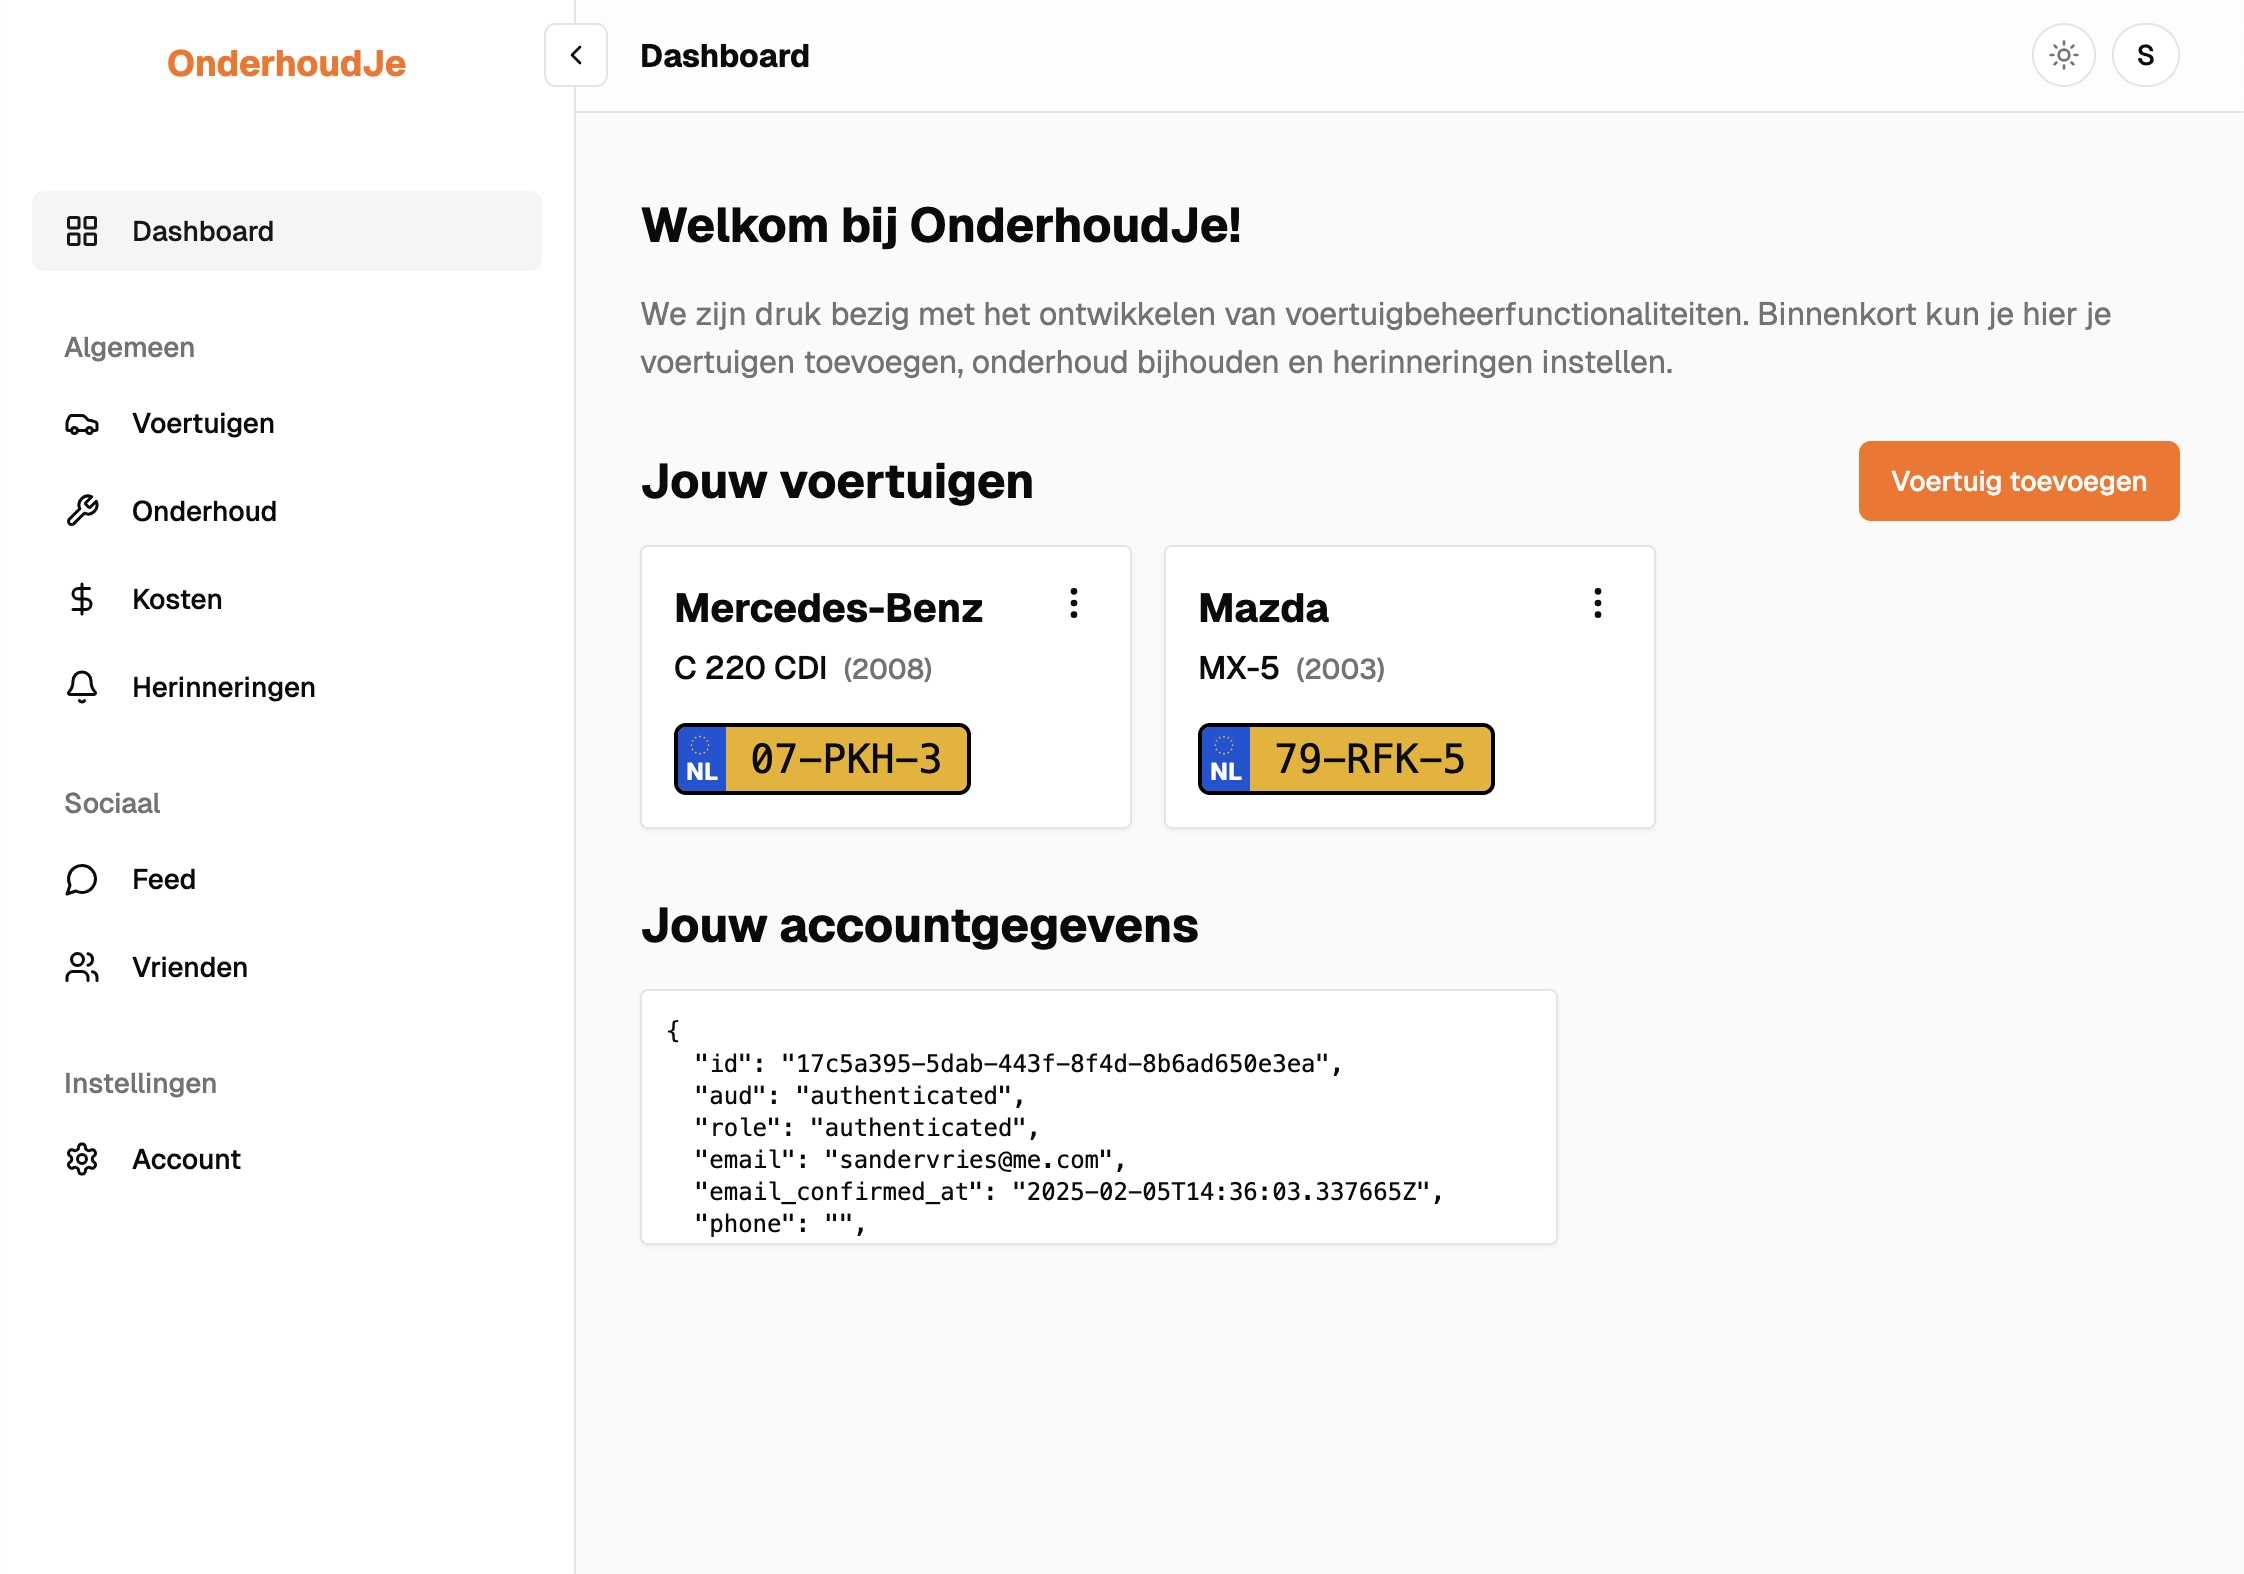 OnderhoudJe
Dashboard
S
Dashboard
Algemeen
Voertuigen
Onderhoud
Kosten
Herinneringen
Sociaal
Feed
Vrienden
Instellingen
Account
Welkom bij OnderhoudJe!
We zijn druk bezig met het ontwikkelen van voertuigbeheerfunctionaliteiten. Binnenkort kun je hier je
voertuigen toevoegen, onderhoud bijhouden en herinneringen instellen.
Jouw voertuigen
Voertuig toevoegen
Mercedes-Benz
C 220 CDI (2008)
NL 07-PKH-3
Mazda
MX-5 (2003)
NL 79-RFK-5
Jouw accountgegevens
{
"id": "17c5a395-5dab-443f-8f4d-8b6ad650e3ea",
"aud": "authenticated",
"role": "authenticated",
"email": "sandervries@me.com",
"email_confirmed_at": "2025-02-05T14:36:03.337665Z",
"phone": "",